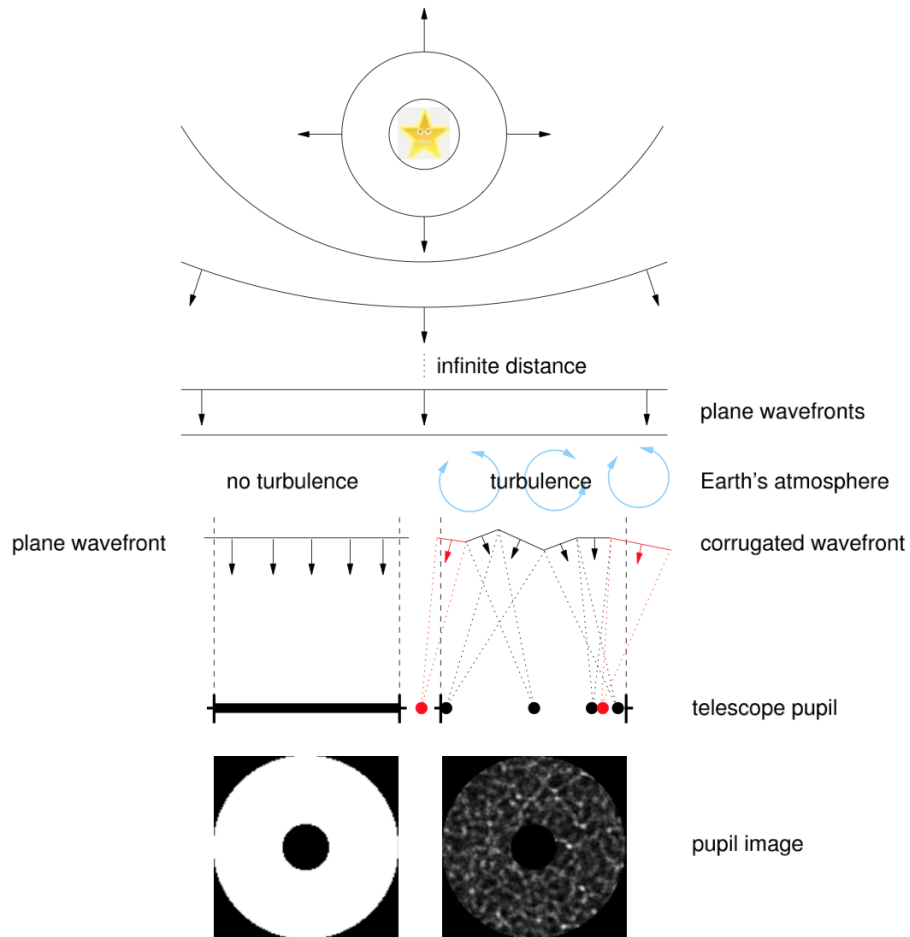 infinite distance
plane wavefronts
no turbulence
turbulence
Earth's atmosphere
plane wavefront
corrugated wavefront
telescope pupil
pupil image